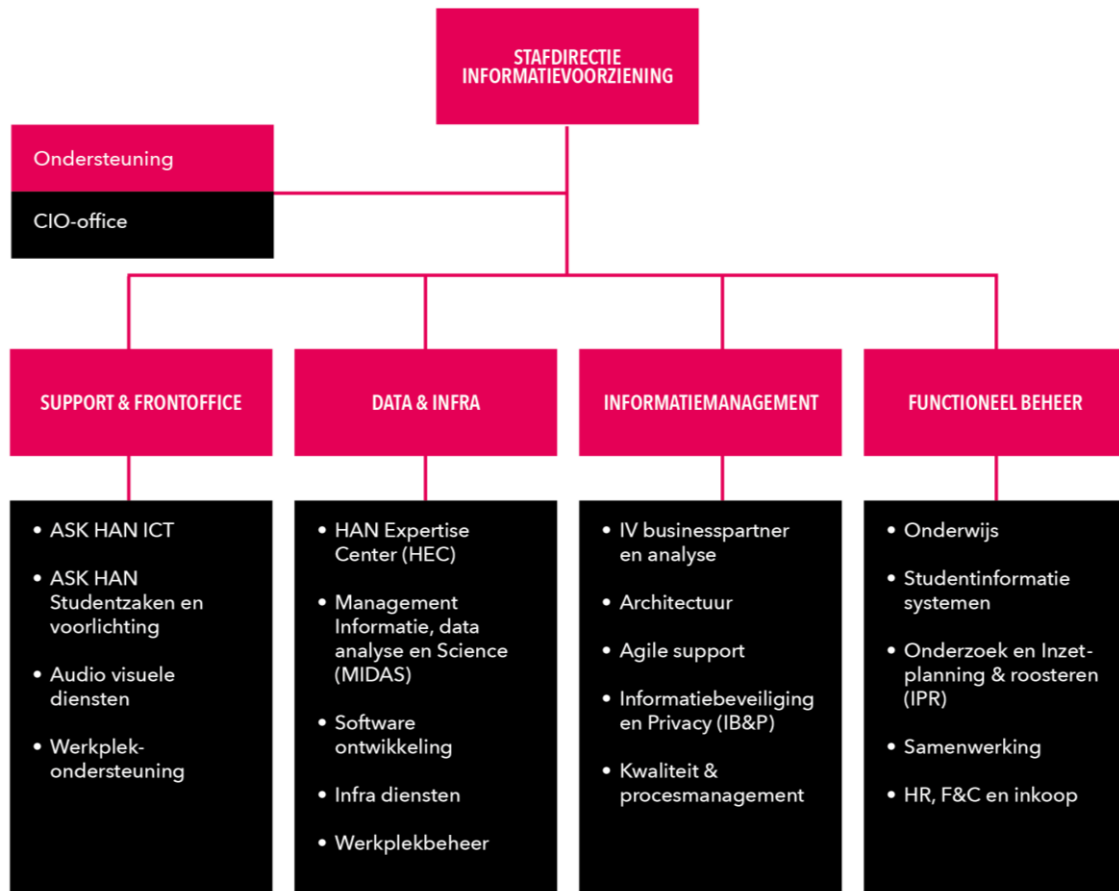 STAFDIRECTIE
INFORMATIEVOORZIENING
Ondersteuning
CIO-office
SUPPORT & FRONTOFFICE
• ASK HAN ICT
• ASK HAN
Studentzaken en
voorlichting
• Audio visuele
diensten
• Werkplek-
ondersteuning
DATA & INFRA
• HAN Expertise
Center (HEC)
• Management
Informatie, data
analyse en Science
(MIDAS)
• Software
ontwikkeling
• Infra diensten
• Werkplekbeheer
INFORMATIEMANAGEMENT
• IV businesspartner
en analyse
• Architectuur
• Agile support
• Informatiebeveiliging
en Privacy (IB&P)
• Kwaliteit &
procesmanagement
FUNCTIONEEL BEHEER
• Onderwijs
• Studentinformatie
systemen
• Onderzoek en Inzet-
planning & roosteren
(IPR)
• Samenwerking
• HR, F&C en inkoop